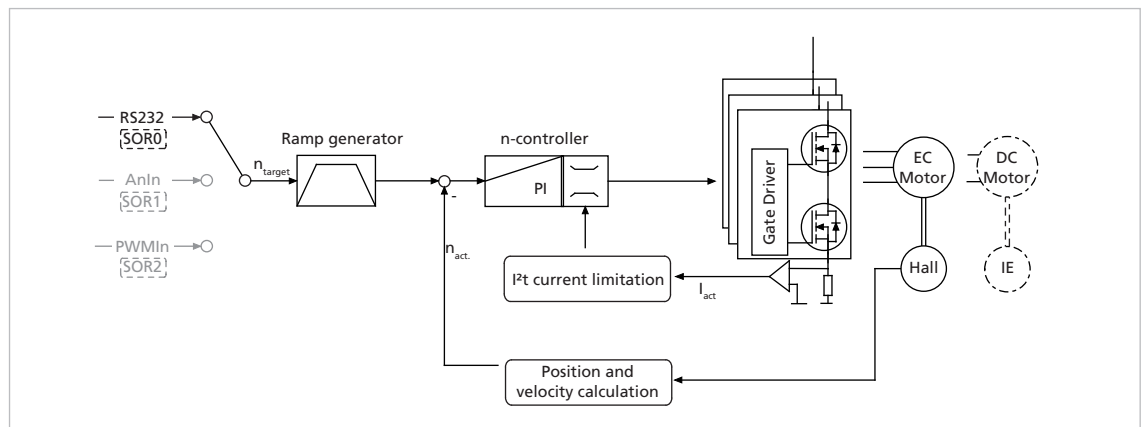 RS232
SOR0
AnIn
SOR1
PWMIn
SOR2
n target
Ramp generator
n-controller
PI
-
n act.
I²t current limitation
I act
Gate Driver
EC
Motor
DC
Motor
Hall
IE
Position and
velocity calculation